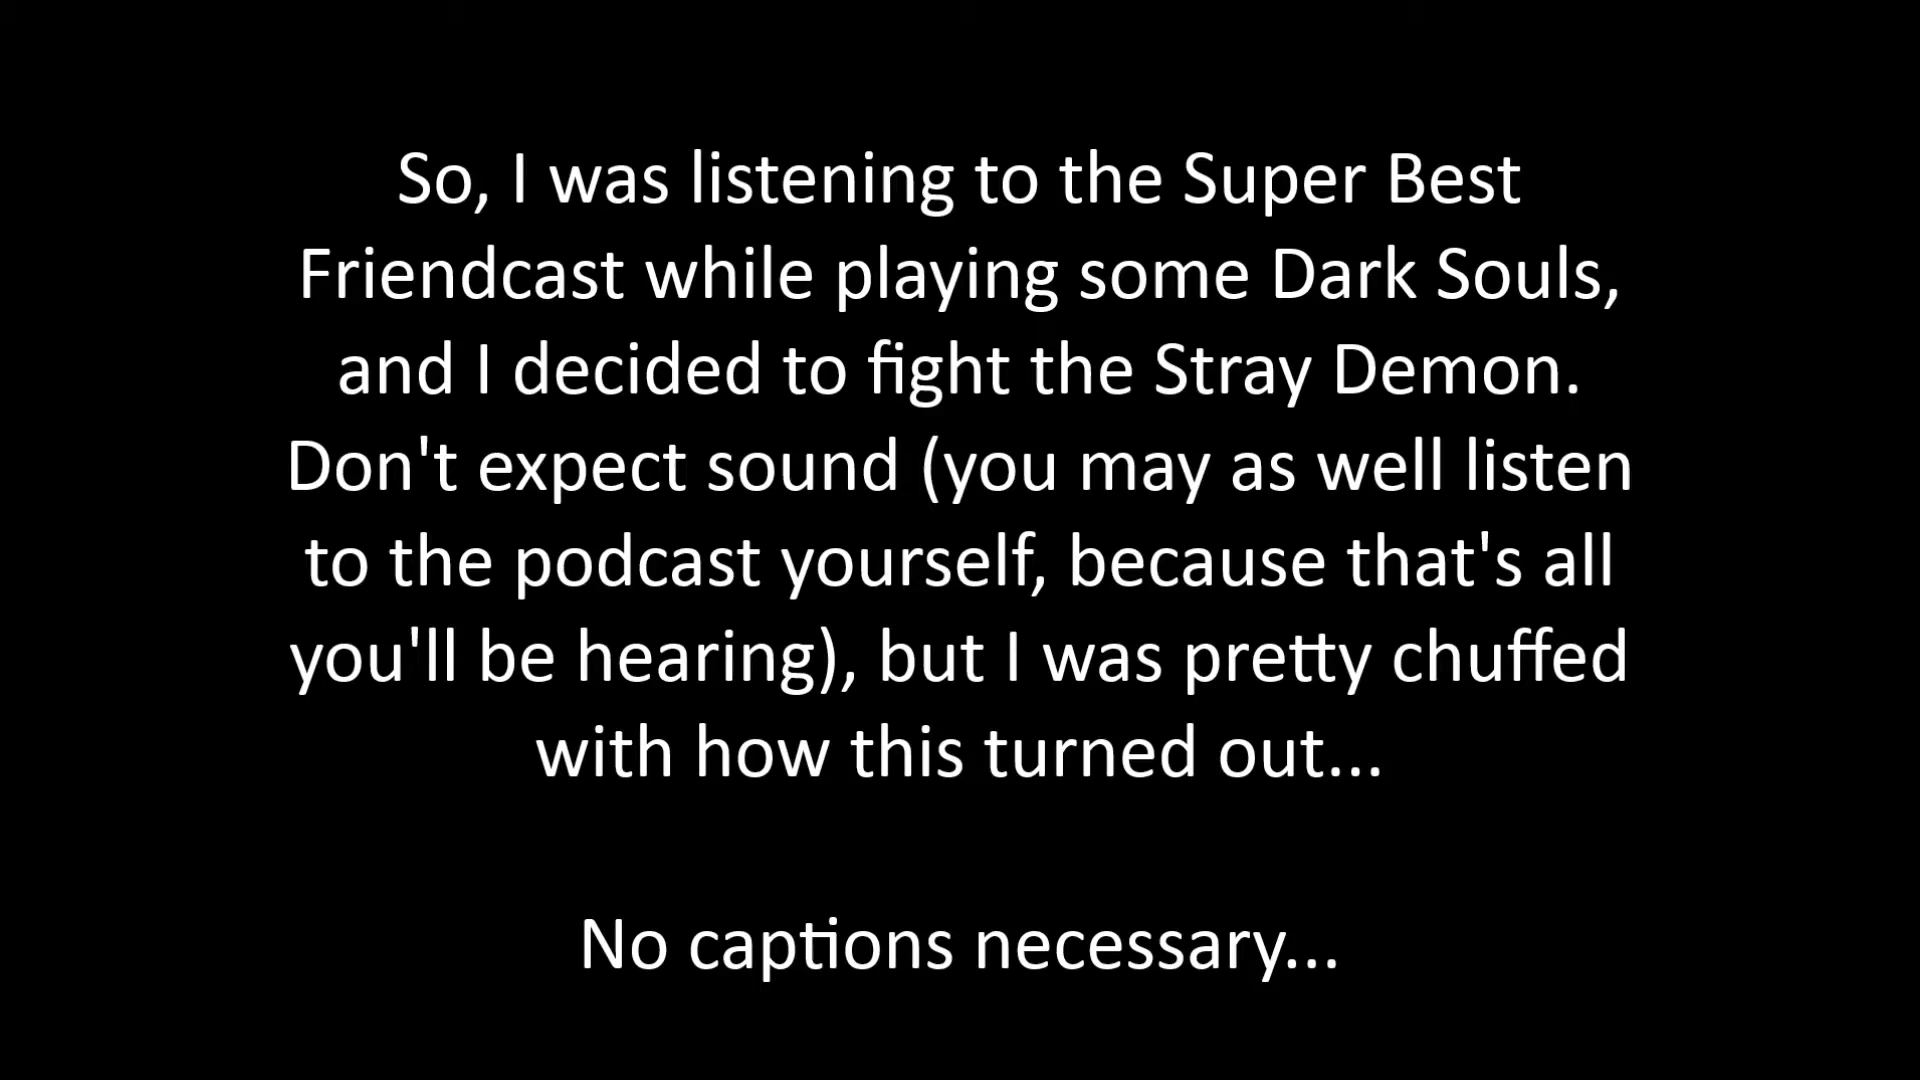 So, I was listening to the Super Best
Friendcast while playing some Dark Souls,
and I decided to fight the Stray Demon.
Don't expect sound (you may as well listen
to the podcast yourself, because that's all
you'll be hearing), but I was pretty chuffed
with how this turned out...
No captions necessary...